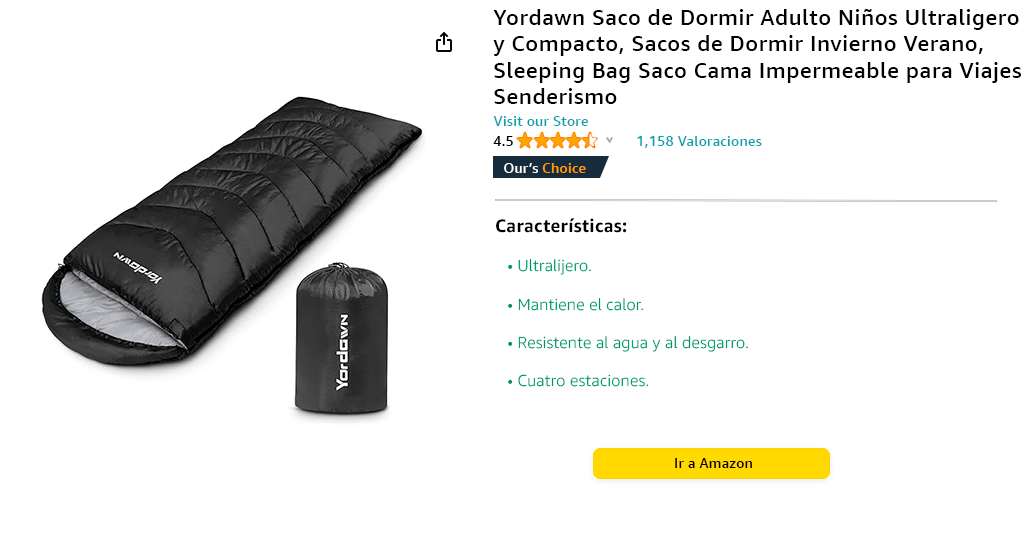 Yordawn Saco de Dormir Adulto Niños Ultraligero
y Compacto, Sacos de Dormir Invierno Verano,
Sleeping Bag Saco Cama Impermeable para Viajes
Senderismo
Visit our Store
4.5
1,158 Valoraciones
Our's Choice
Características:
• Ultralijero.
• Mantiene el calor.
• Resistente al agua y al desgarro.
• Cuatro estaciones.
Ir a Amazon
Yordawn
Yordawn